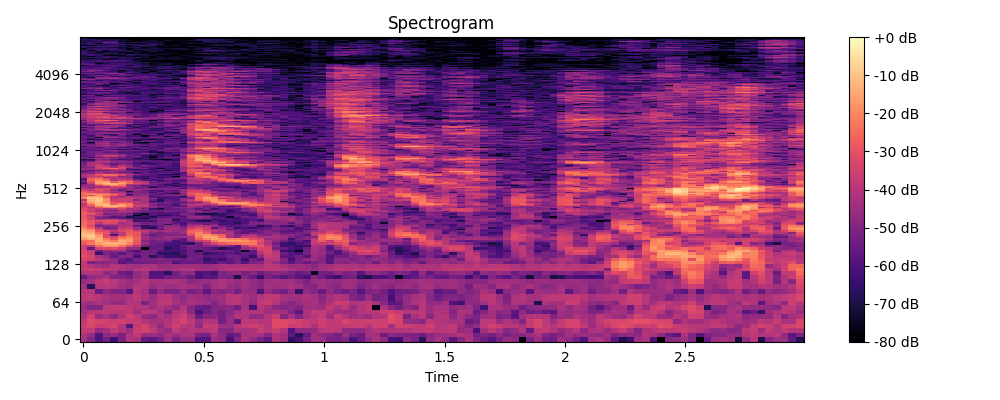 Spectrogram
4096
2048
1024
512
256
128
64
0
Hz
0
0.5
1
1.5
2
2.5
Time
+0 dB
-10 dB
-20 dB
-30 dB
-40 dB
-50 dB
-60 dB
-70 dB
-80 dB